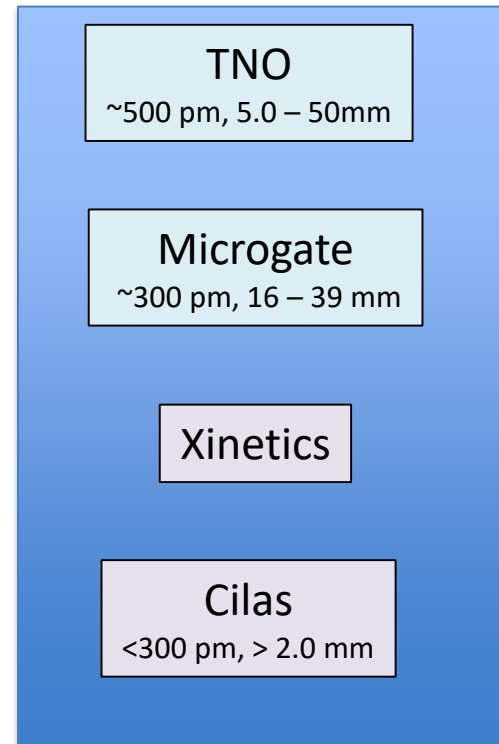 TNO
~500 pm, 5.0 – 50mm
Microgate
~300 pm, 16 – 39 mm
Xinetics
Cilas
<300 pm, > 2.0 mm